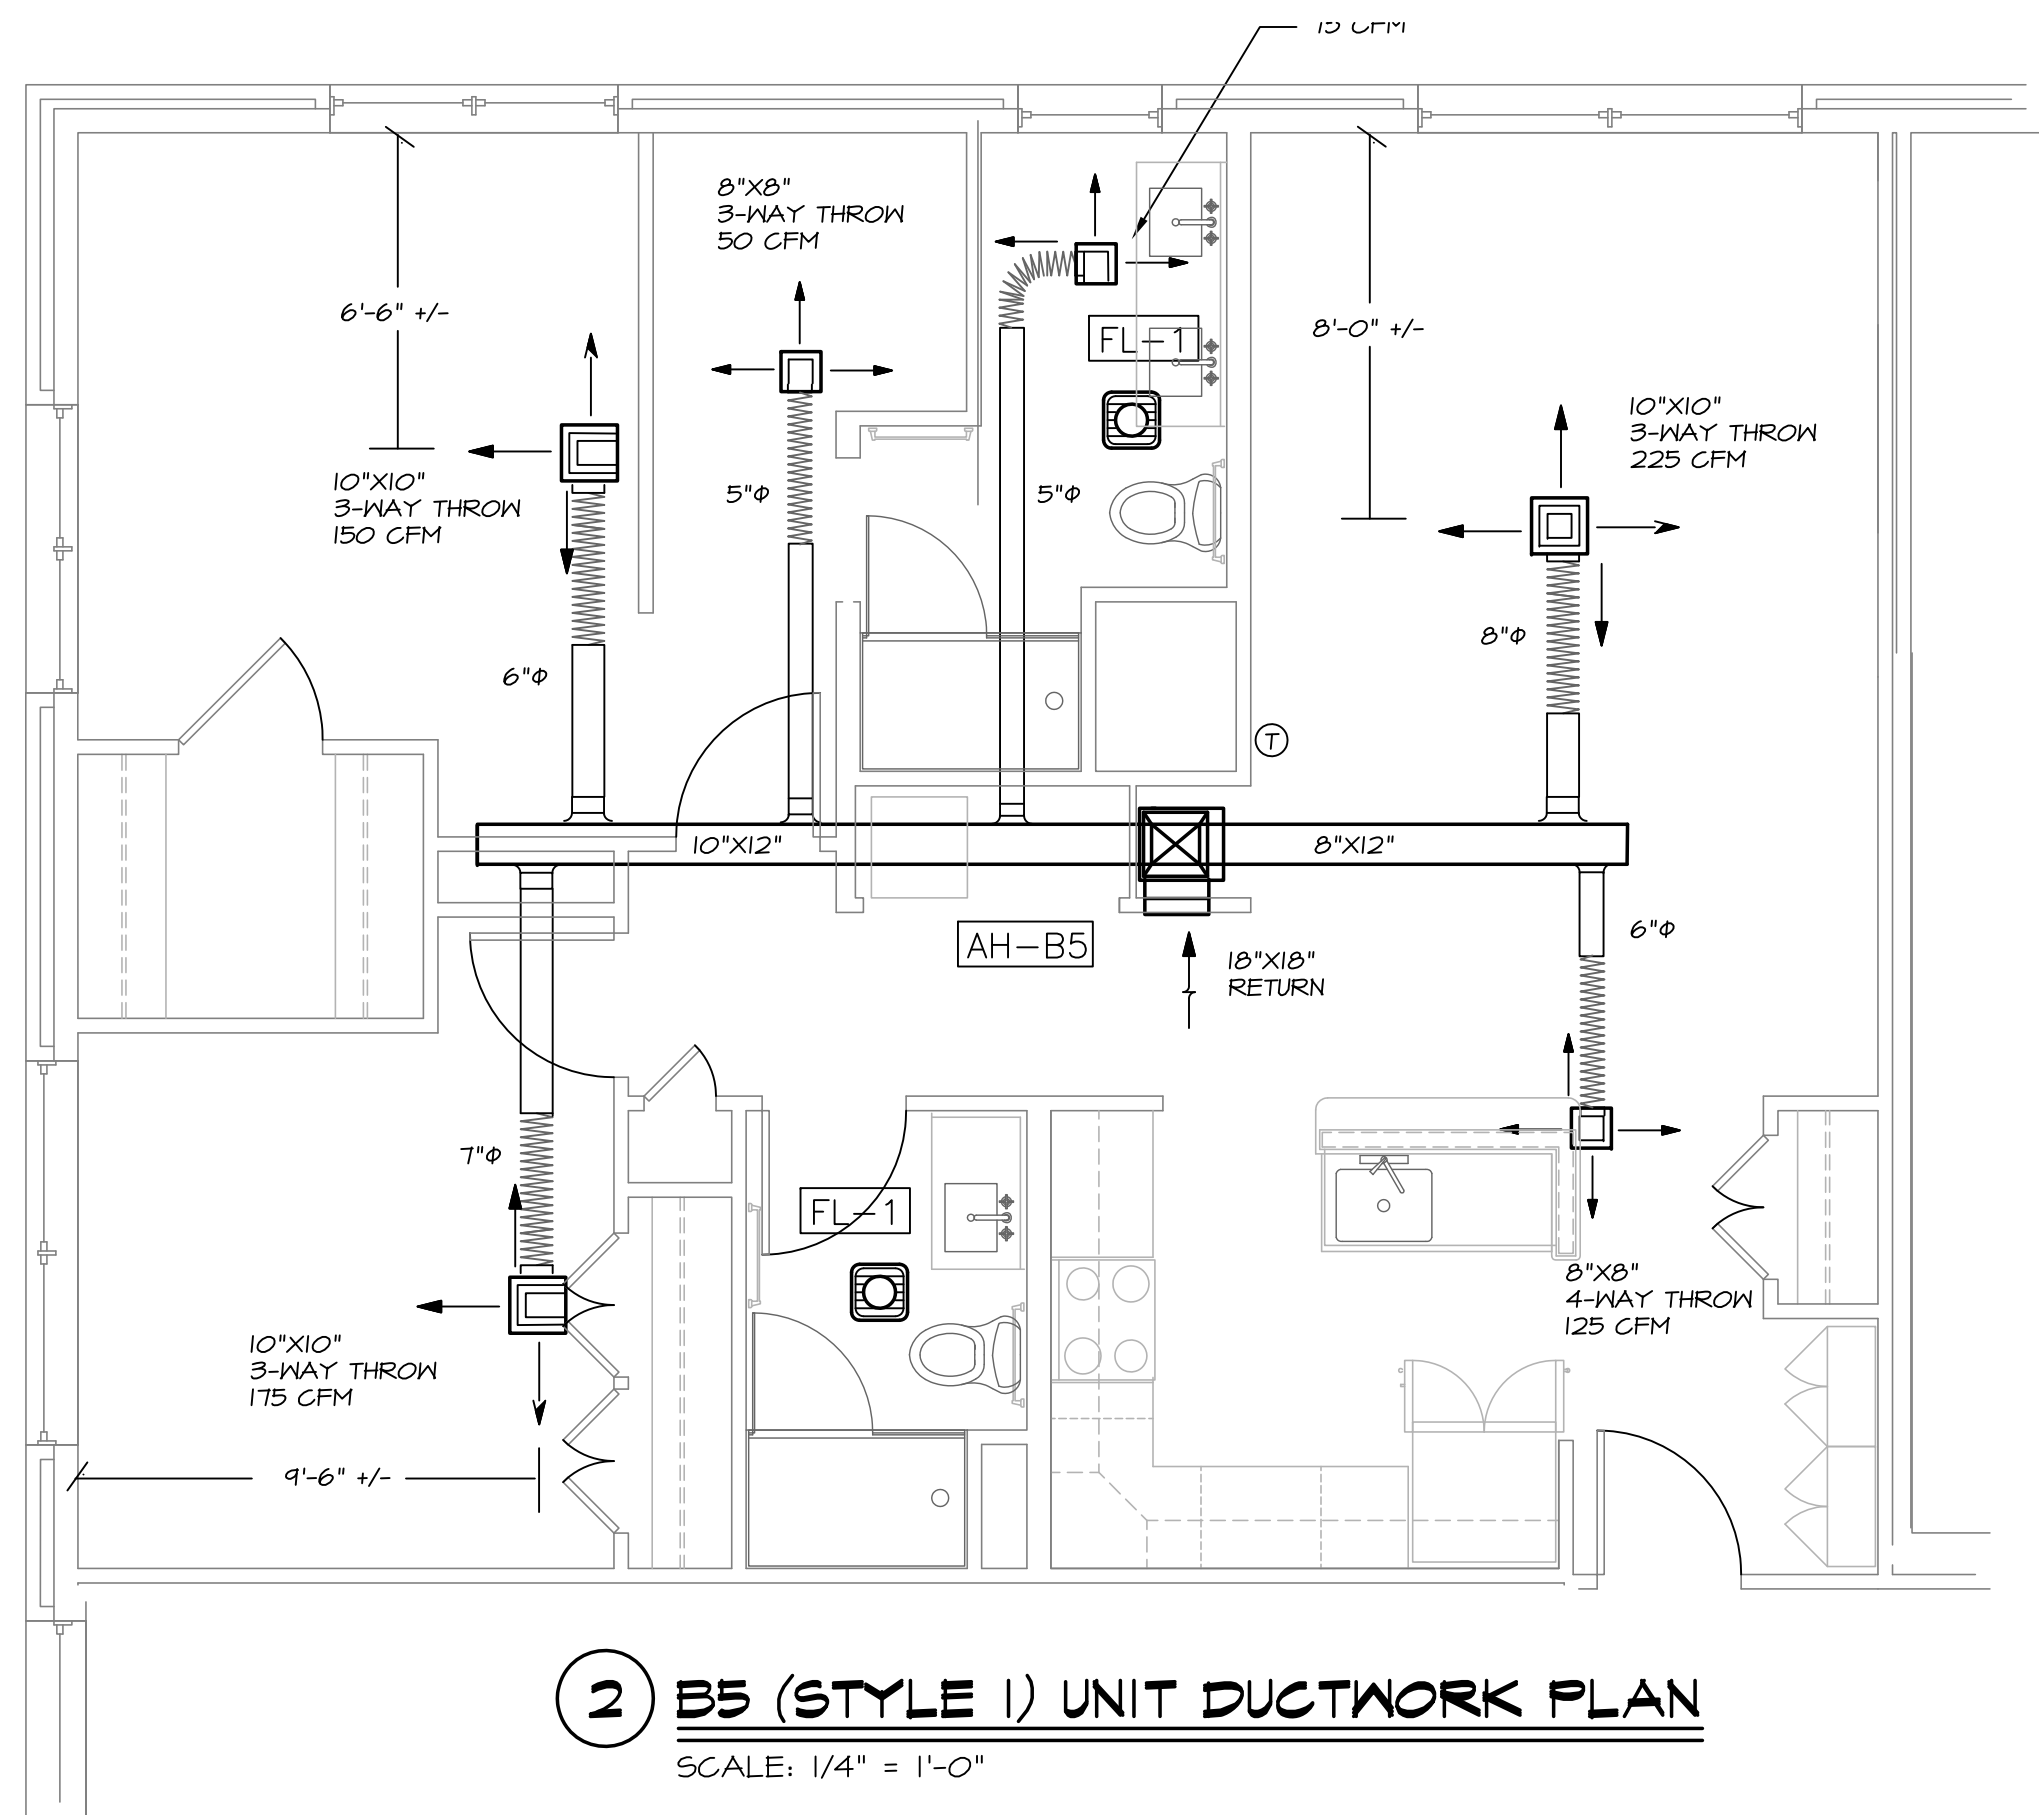 15 CFM
8"X8"
3-WAY THROW
50 CFM
6'-6" +/-
FL-1
8'-0" +/-
10"X10"
3-WAY THROW
225 CFM
10"X10"
3-WAY THROW
150 CFM
5"Φ
5"Φ
8"Φ
6"Φ
T
10"X12"
8"X12"
6"Φ
AH-B5
18"X18"
RETURN
7"Φ
FL-1
8"X8"
4-WAY THROW
125 CFM
10"X10"
3-WAY THROW
175 CFM
9'-6" +/-
2
B5 (STYLE 1) UNIT DUCTWORK PLAN
SCALE: 1/4" = 1'-0"